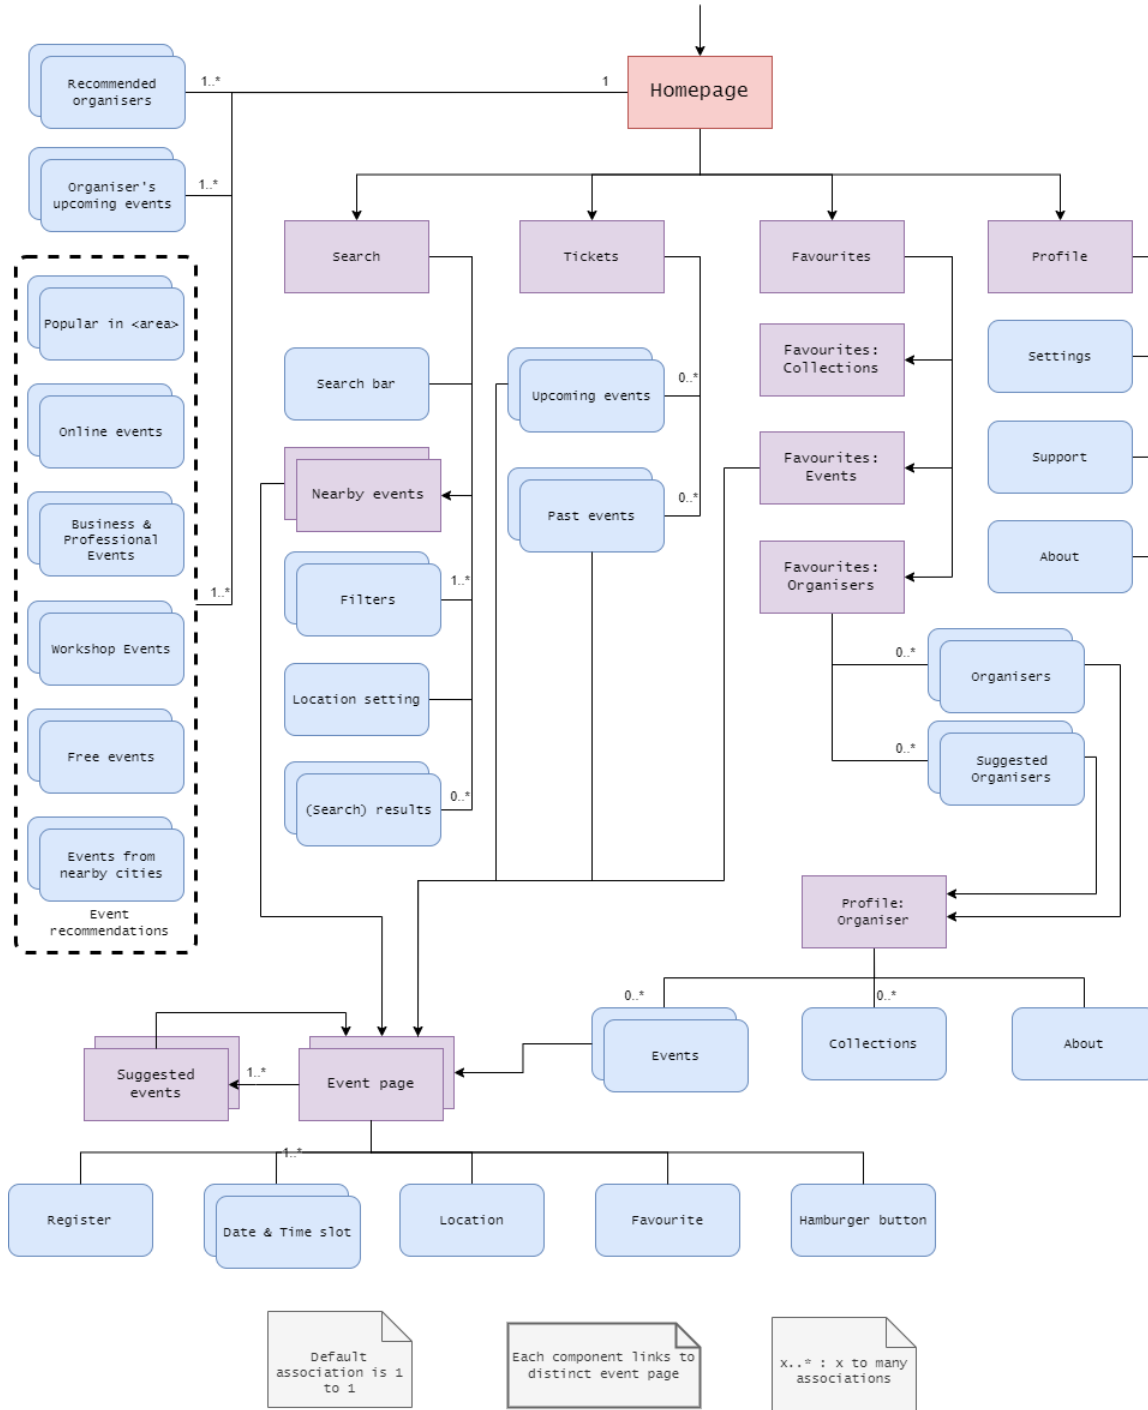 Homepage
1
1..*
Recommended
organisers
1..*
Organiser's
upcoming events
Popular in <area>
Online events
Business &
Professional
Events
1..*
Workshop Events
Free events
Events from
nearby cities
Event
recommendations
Search
Search bar
Nearby events
1..*
Filters
Location setting
0..*
(Search) results
Tickets
0..*
Upcoming events
0..*
Past events
Favourites
Favourites:
Collections
Favourites:
Events
Favourites:
Organisers
0..*
Organisers
0..*
Suggested
Organisers
Profile
Settings
Support
About
Profile:
Organiser
0..*
Events
0..*
Collections
About
Suggested
events
1..*
Event page
Register
1..*
Date & Time slot
Location
Favourite
Hamburger button
Default
association is 1
to 1
Each component links to
distinct event page
x..* : x to many
associations